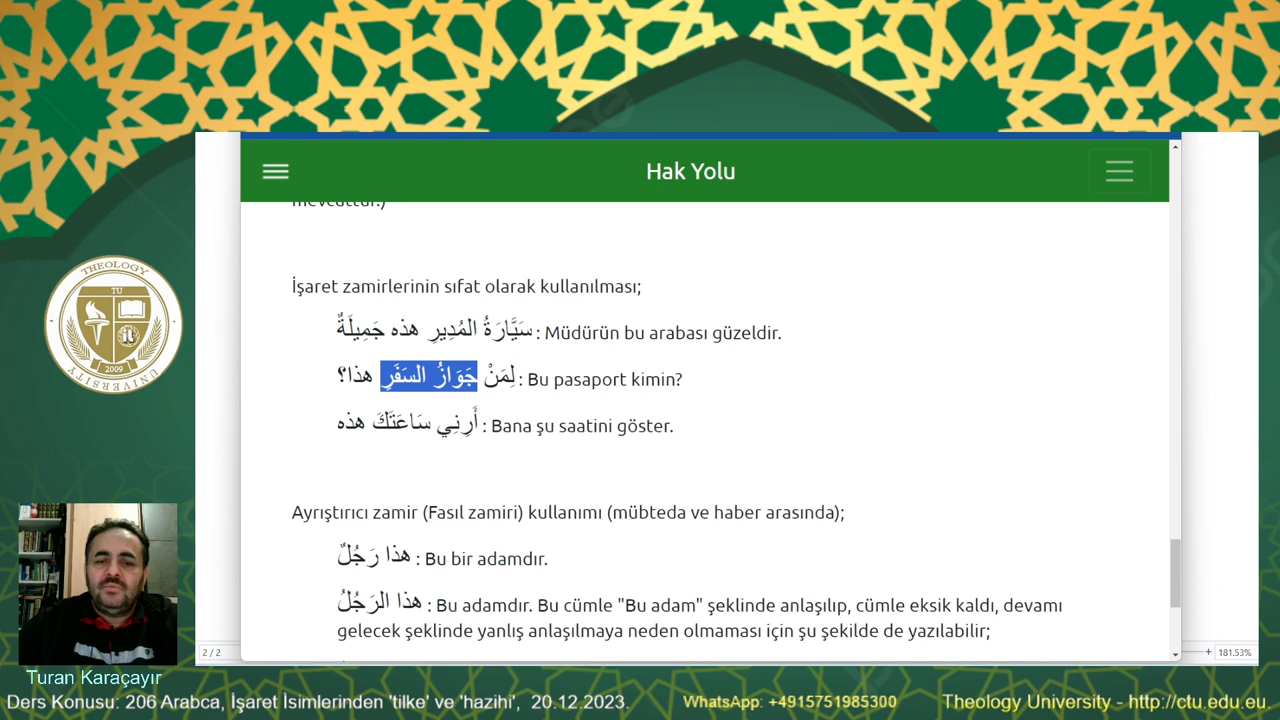 Hak Yolu
mevcuttur.)
İşaret zamirlerinin sıfat olarak kullanılması;
سَيَّارَةُ المُدِيرِ هذه جَمِيلَةٌ : Müdürün bu arabası güzeldir.
لِمَنْ جَوَازُ السَفَرِ هذا؟ : Bu pasaport kimin?
أَرِنِي سَاعَتَكَ هذه : Bana şu saatini göster.
Ayrıştırıcı zamir (Fasıl zamiri) kullanımı (mübteda ve haber arasında);
هذا رَجُلٌ : Bu bir adamdır.
هذا الرَجُلُ : Bu adamdır. Bu cümle "Bu adam" şeklinde anlaşılıp, cümle eksik kaldı, devamı
gelecek şeklinde yanlış anlaşılmaya neden olmaması için şu şekilde de yazılabilir;
2 / 2
181.53%
THEOLOGY
TU
2009
UNIVERSITY
Turan Karaçayır
Ders Konusu: 206 Arabca, İşaret İsimlerinden 'tilke' ve 'hazihi', 20.12.2023.
WhatsApp: +4915751985300
Theology University - http://ctu.edu.eu.